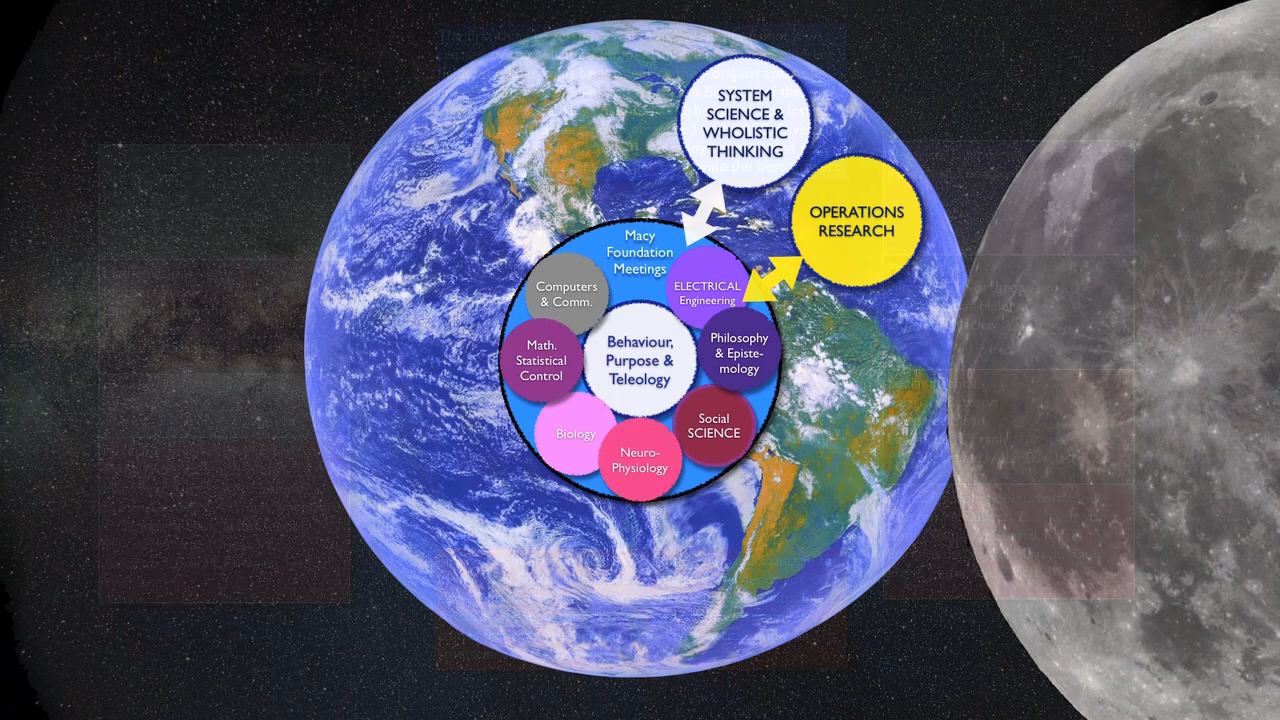 SYSTEM
SCIENCE &
WHOLISTIC
THINKING
OPERATIONS
RESEARCH
Macy
Foundation
Meetings
Computers
& Comm.
ELECTRICAL
Engineering
Math.
Statistical
Control
Behaviour,
Purpose &
Teleology
Philosophy
& Episte-
mology
Biology
Neuro-
Physiology
Social
SCIENCE